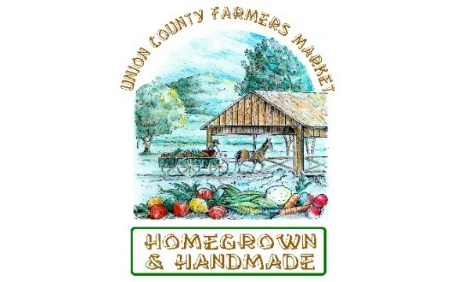 UNION COUNTY FARMERS MARKET
HOMEGROWN
& HANDMADE